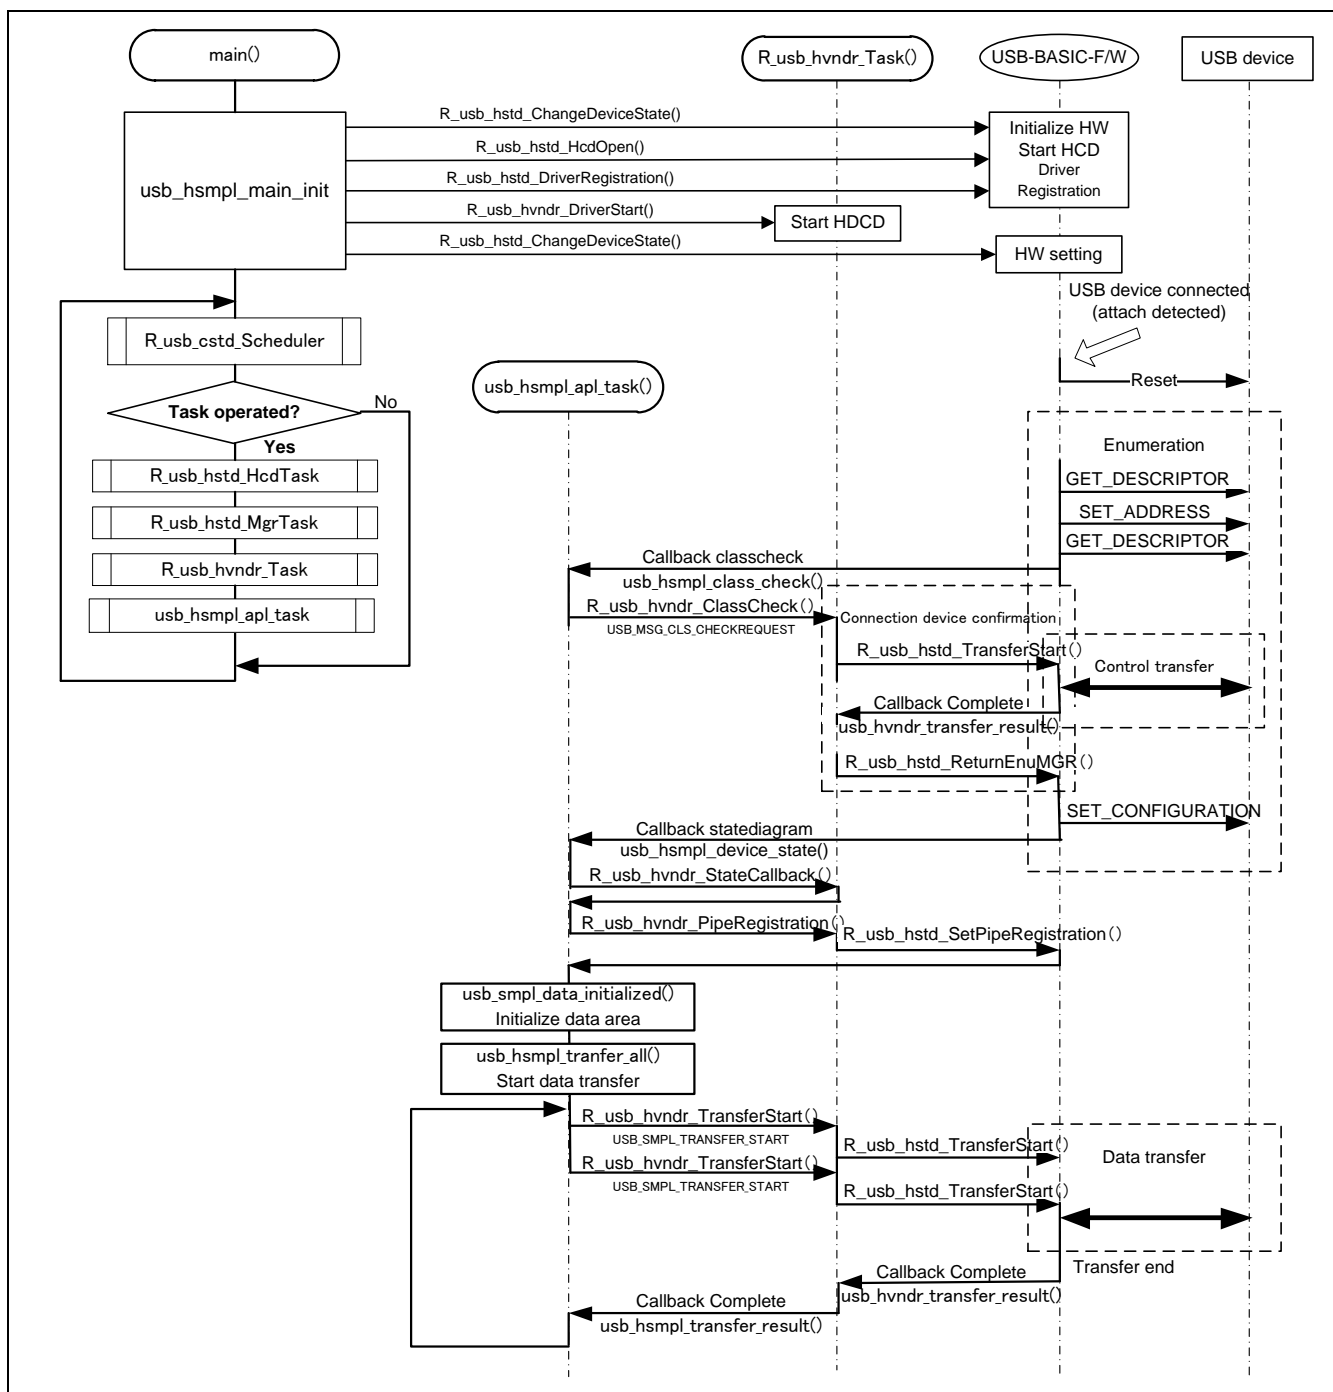 main()
R_usb_hvndr_Task()
USB-BASIC-F/W
USB device
R_usb_hstd_ChangeDeviceState()
R_usb_hstd_HcdOpen()
R_usb_hstd_DriverRegistration()
R_usb_hvndr_DriverStart()
R_usb_hstd_ChangeDeviceState()
usb_hsmpl_main_init
Initialize HW
Start HCD
Driver
Registration
Start HDCD
HW setting
USB device connected
(attach detected)
R_usb_cstd_Scheduler
Task operated?
No
Yes
R_usb_hstd_HcdTask
R_usb_hstd_MgrTask
R_usb_hvndr_Task
usb_hsmpl_apl_task
usb_hsmpl_apl_task()
Reset
Enumeration
GET_DESCRIPTOR
SET_ADDRESS
GET_DESCRIPTOR
Callback classcheck
usb_hsmpl_class_check()
R_usb_hvndr_ClassCheck()
USB_MSG_CLS_CHECKREQUEST
Connection device confirmation
R_usb_hstd_TransferStart()
Control transfer
Callback Complete
usb_hvndr_transfer_result()
R_usb_hstd_ReturnEnuMGR()
SET_CONFIGURATION
Callback statediagram
usb_hsmpl_device_state()
R_usb_hvndr_StateCallback()
R_usb_hvndr_PipeRegistration()
R_usb_hstd_SetPipeRegistration()
usb_smpl_data_initialized()
Initialize data area
usb_hsmpl_tranfer_all()
Start data transfer
R_usb_hvndr_TransferStart()
USB_SMPL_TRANSFER_START
R_usb_hstd_TransferStart()
Data transfer
R_usb_hvndr_TransferStart()
USB_SMPL_TRANSFER_START
R_usb_hstd_TransferStart()
Transfer end
Callback Complete
usb_hvndr_transfer_result()
Callback Complete
usb_hsmpl_transfer_result()